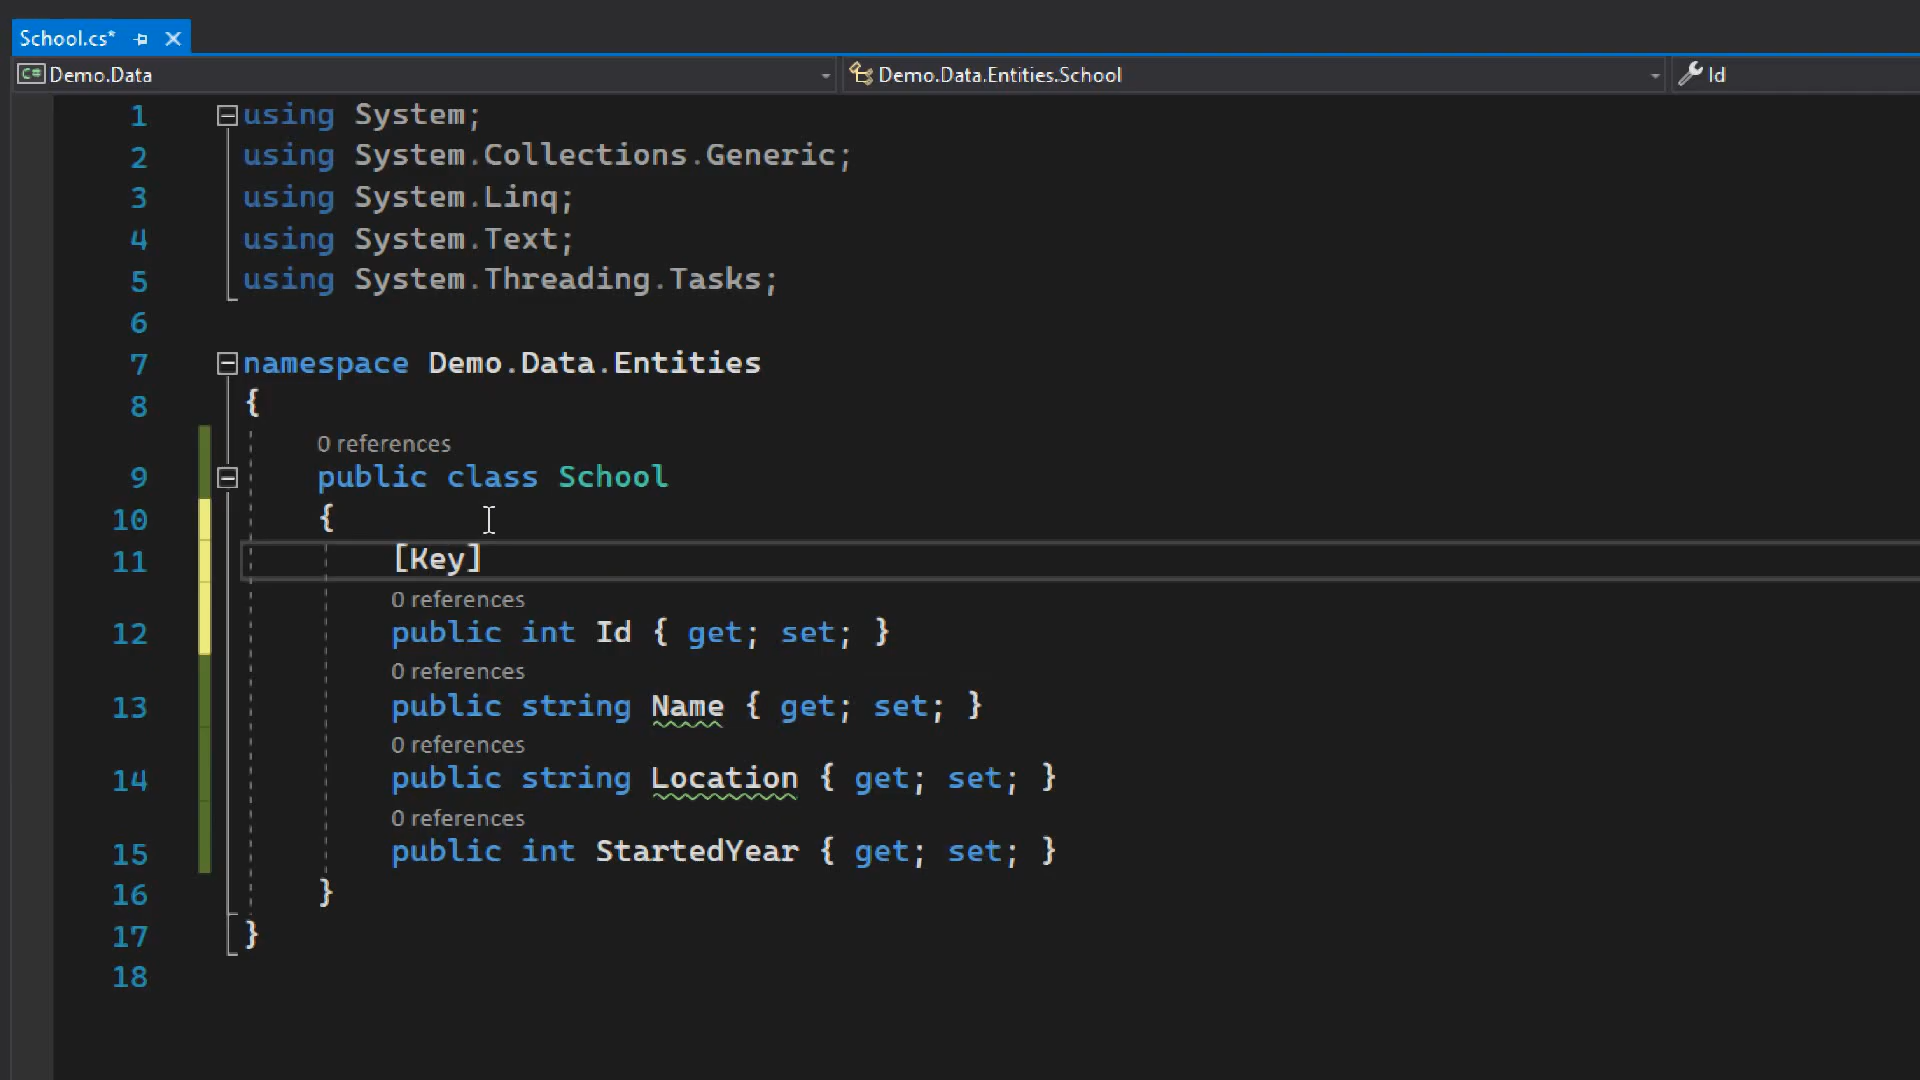 School.cs*
C# Demo.Data Demo.Data.Entities.School Id
1 using System;
2 using System.Collections.Generic;
3 using System.Linq;
4 using System.Text;
5 using System.Threading.Tasks;
6
7 namespace Demo.Data.Entities
8 {
0 references
9 public class School
10 {
11 [Key]
0 references
12 public int Id { get; set; }
0 references
13 public string Name { get; set; }
0 references
14 public string Location { get; set; }
0 references
15 public int StartedYear { get; set; }
16 }
17 }
18